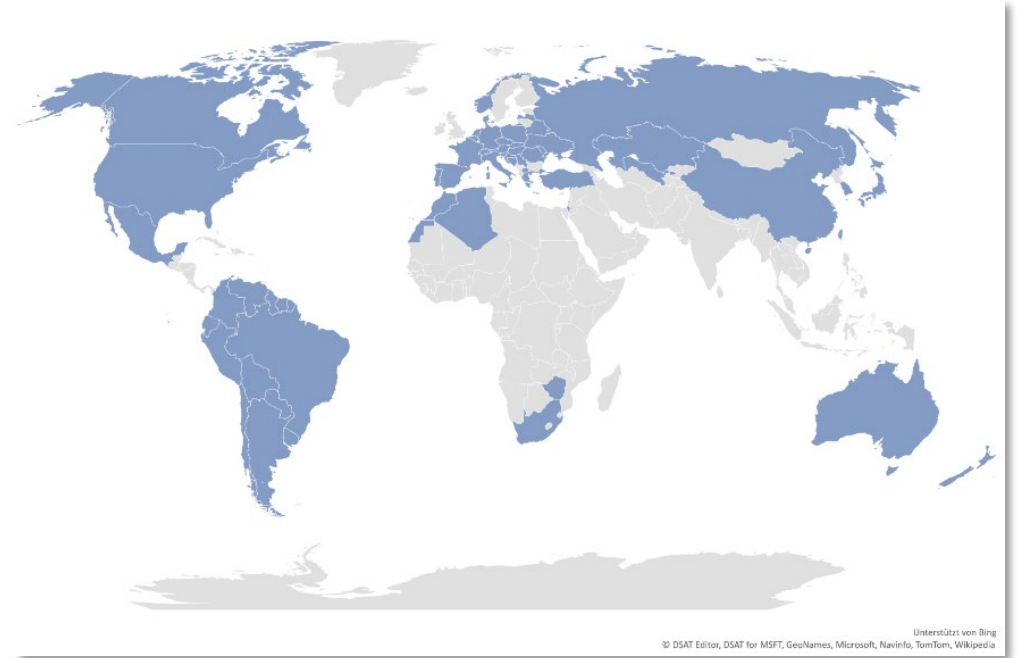 Unterstützt von Bing
© DSAT Editor, DSAT for MSFT, GeoNames, Microsoft, Navinfo, TomTom, Wikipedia